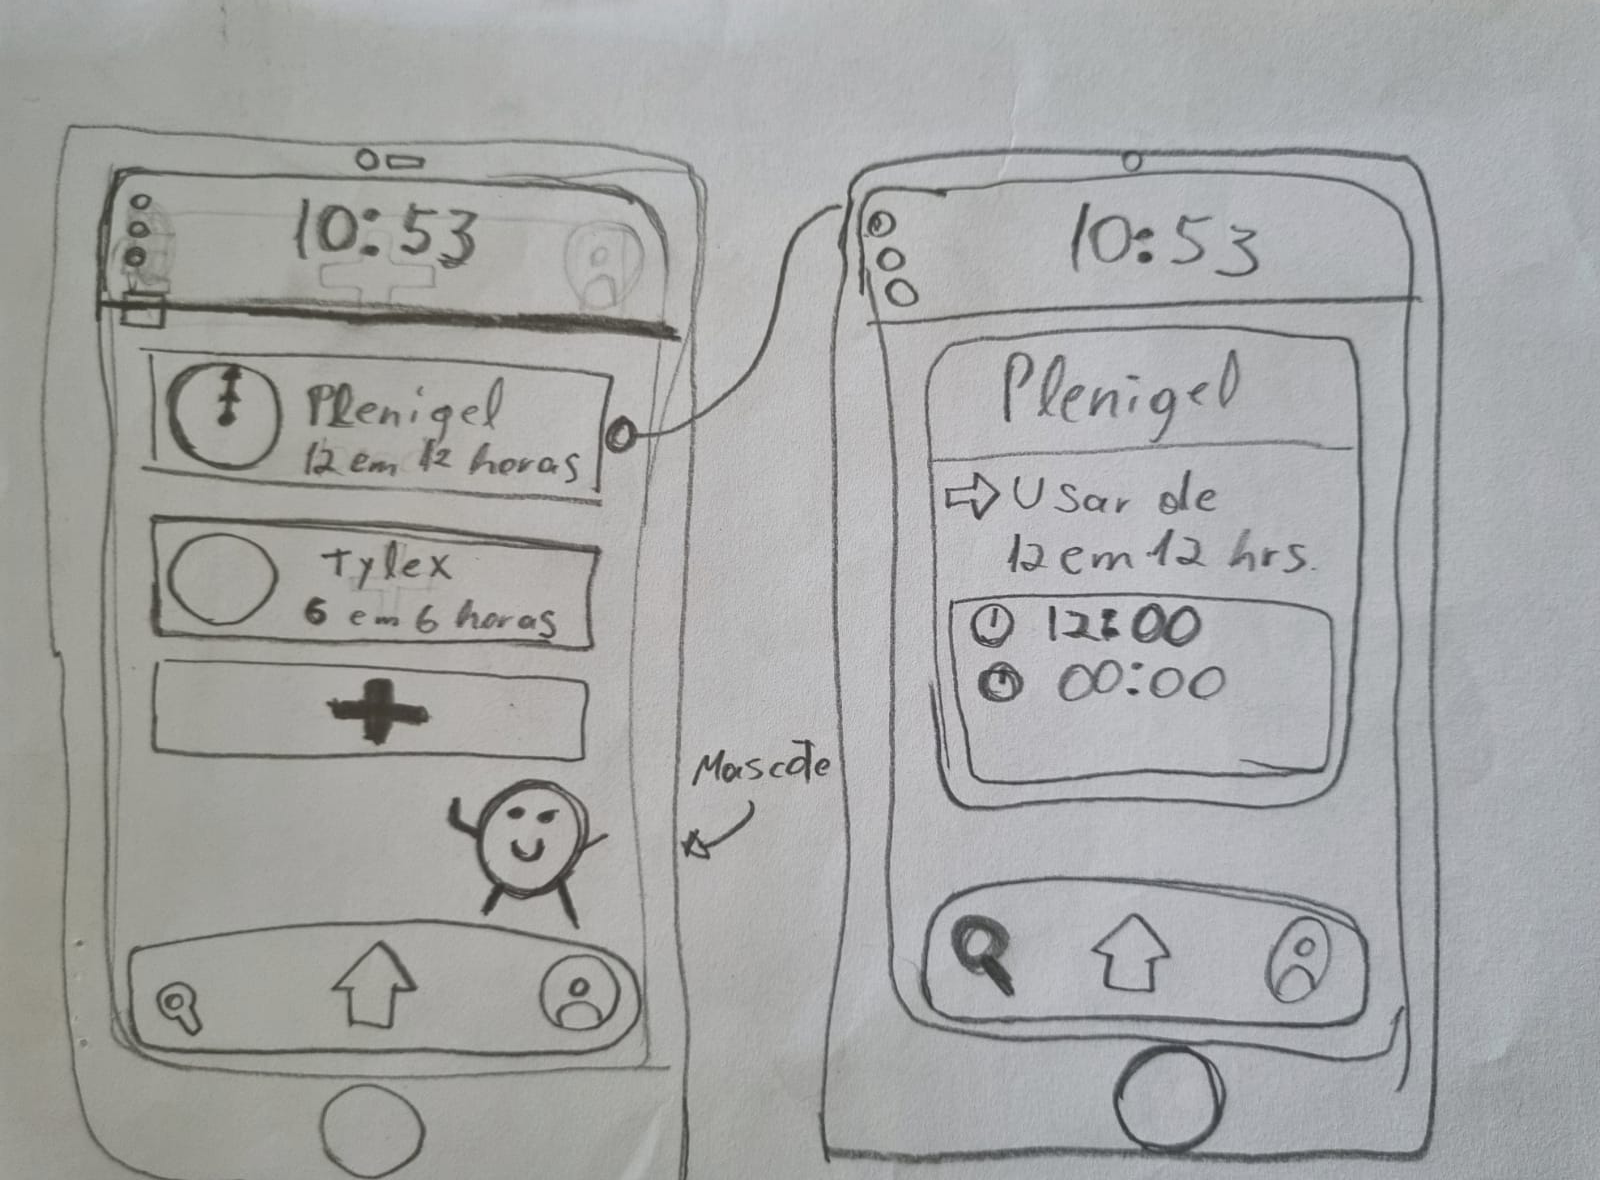 10:53
Plenigel
12 em 12 horas
Tylex
6 em 6 horas
Mascote
10:53
Plenigel
Usar de
12 em 12 hrs.
12:00
00:00